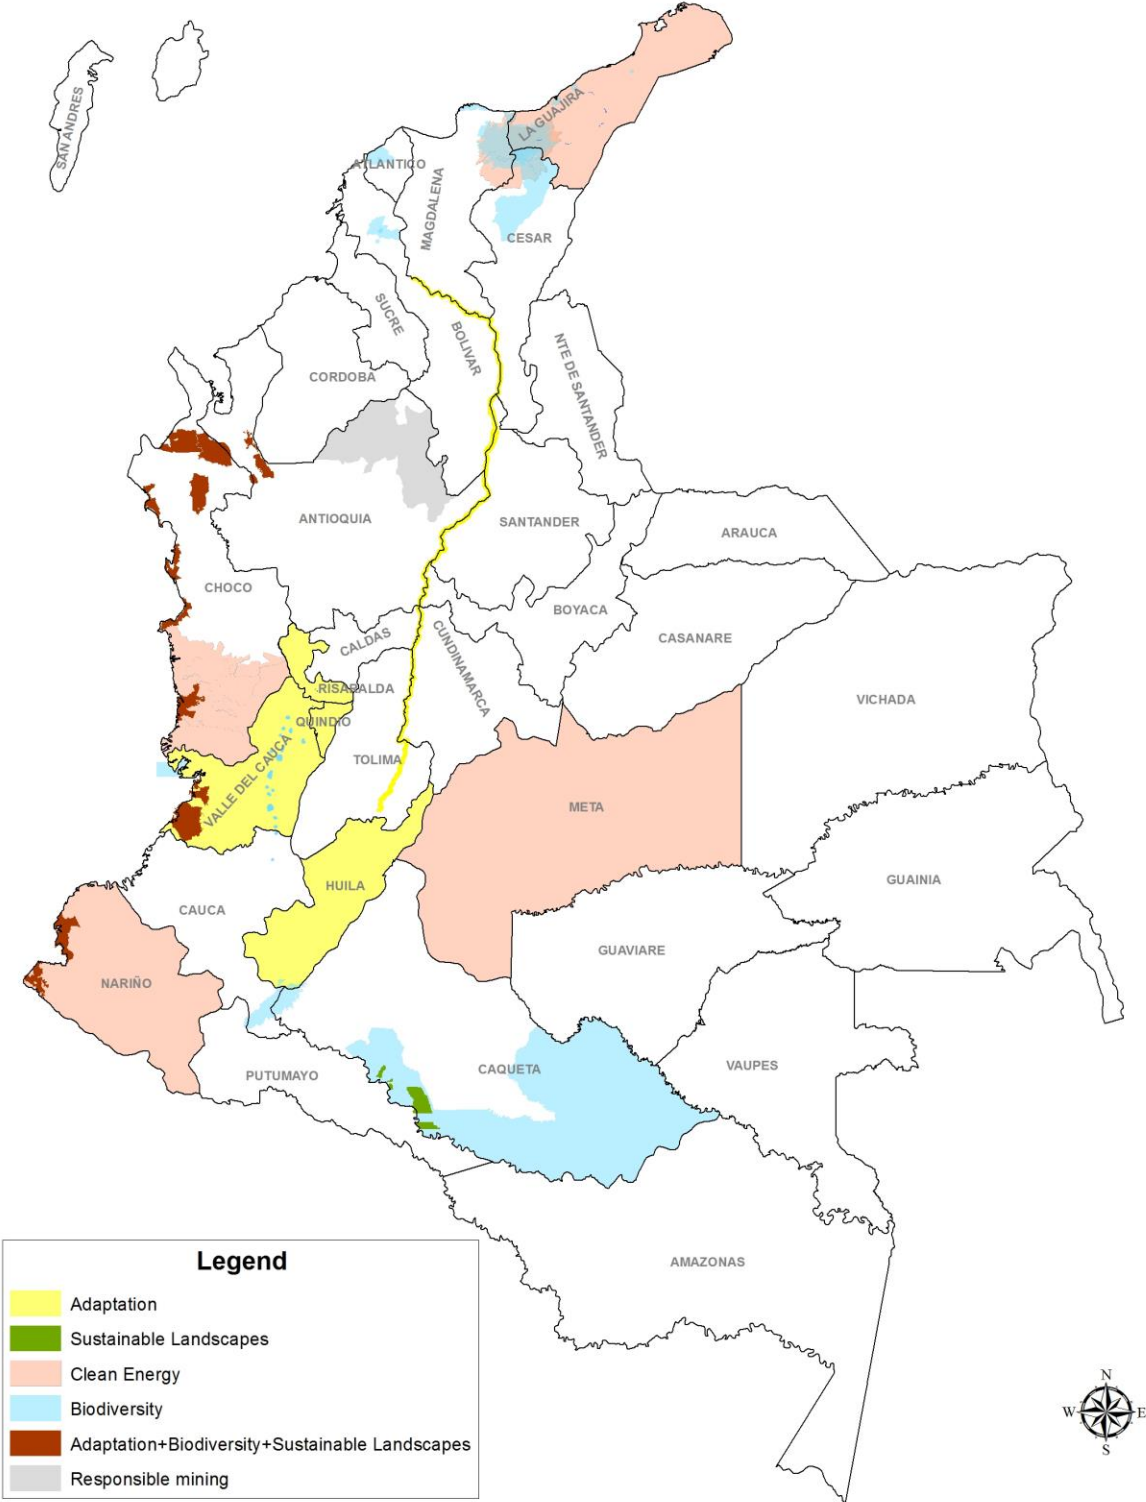 SAN ANDRES
LA GUAJIRA
ATLANTICO
MAGDALENA
CESAR
SUCRE
BOLIVAR
NTE DE SANTANDER
CORDOBA
ANTIOQUIA
SANTANDER
ARAUCA
CHOCO
BOYACA
CALDAS
CUNDINAMARCA
CASANARE
RISARALDA
VICHADA
QUINDIO
TOLIMA
VALLE DEL CAUCA
META
HUILA
GUAINIA
CAUCA
GUAVIARE
NARIÑO
CAQUETA
VAUPES
PUTUMAYO
AMAZONAS
Legend
Adaptation
Sustainable Landscapes
Clean Energy
Biodiversity
Adaptation+Biodiversity+Sustainable Landscapes
Responsible mining
N
W E
S